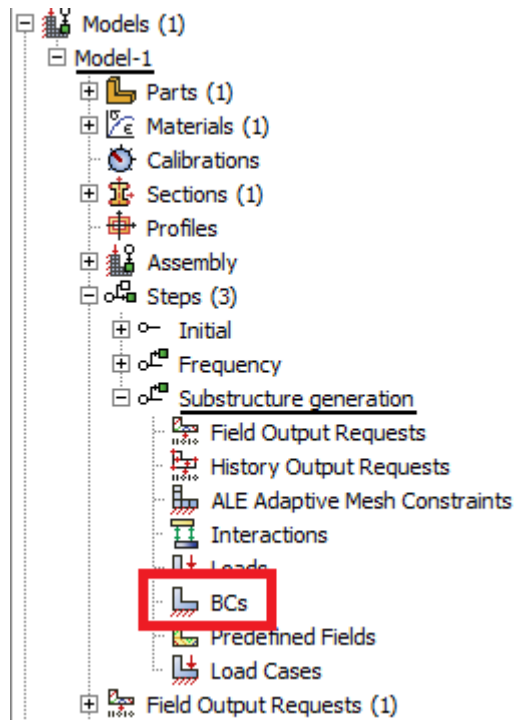 Models (1)
Model-1
Parts (1)
Materials (1)
Calibrations
Sections (1)
Profiles
Assembly
Steps (3)
Initial
Frequency
Substructure generation
Field Output Requests
History Output Requests
ALE Adaptive Mesh Constraints
Interactions
Loads
BCs
Predefined Fields
Load Cases
Field Output Requests (1)